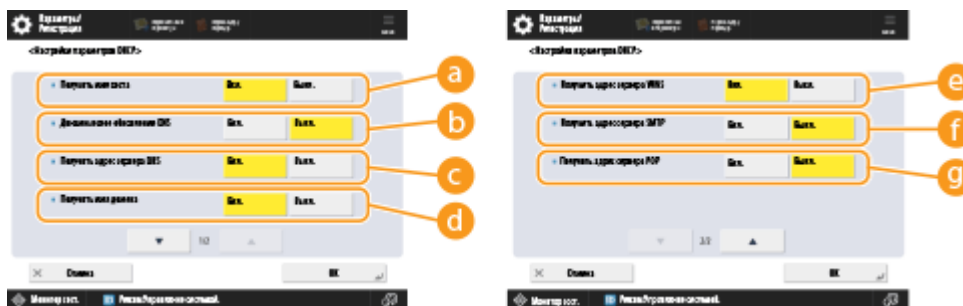 Параметры/
Регистрация
<Настройки параметров DHCP>
Получить имя хоста
Вкл.
Выкл.
a
Динамическое обновление DNS
Вкл.
Выкл.
b
Получить адрес сервера DNS
Вкл.
Выкл.
c
Получить имя домена
Вкл.
Выкл.
d
1/2
Отмена
OK
Монитор сост.
Параметры/
Регистрация
<Настройки параметров DHCP>
Получить адрес сервера WINS
Вкл.
Выкл.
e
Получить адрес сервера SMTP
Вкл.
Выкл.
f
Получить адрес сервера POP
Вкл.
Выкл.
g
2/2
Отмена
OK
Монитор сост.